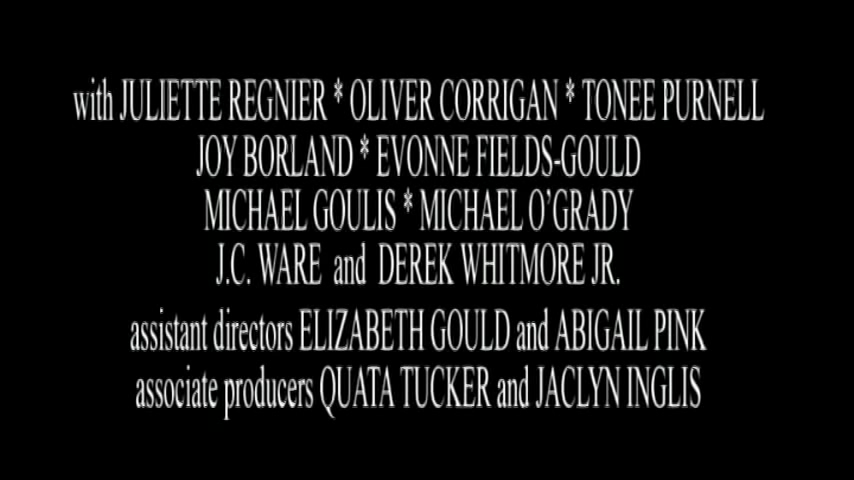 with JULIETTE REGNIER * OLIVER CORRIGAN * TONEE PURNELL
JOY BORLAND * EVONNE FIELDS-GOULD
MICHAEL GOULIS * MICHAEL O'GRADY
J.C. WARE and DEREK WHITMORE JR.
assistant directors ELIZABETH GOULD and ABIGAIL PINK
associate producers QUATA TUCKER and JACLYN INGLIS